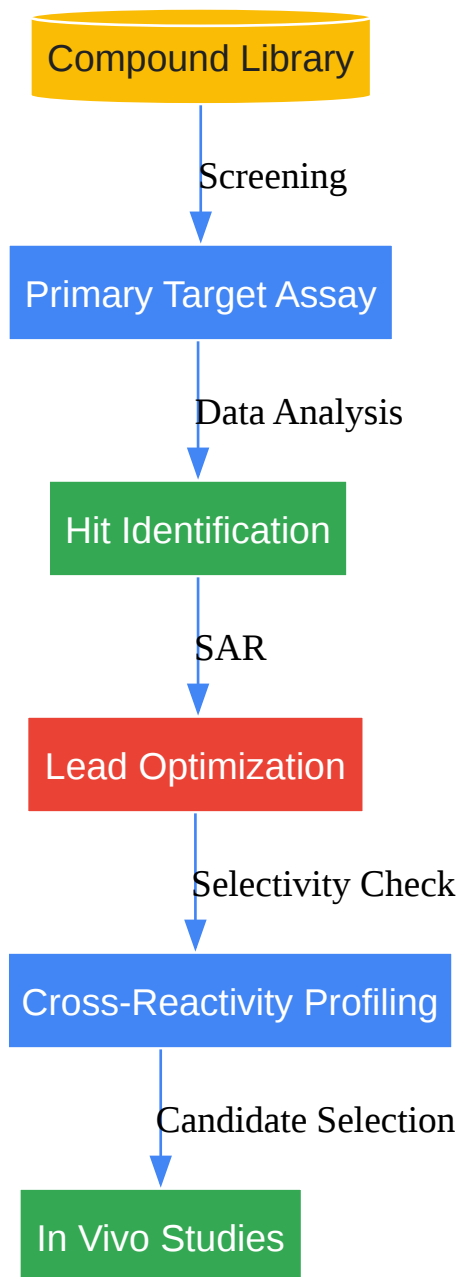 Compound Library
Screening
Primary Target Assay
Data Analysis
Hit Identification
SAR
Lead Optimization
Selectivity Check
Cross-Reactivity Profiling
Candidate Selection
In Vivo Studies